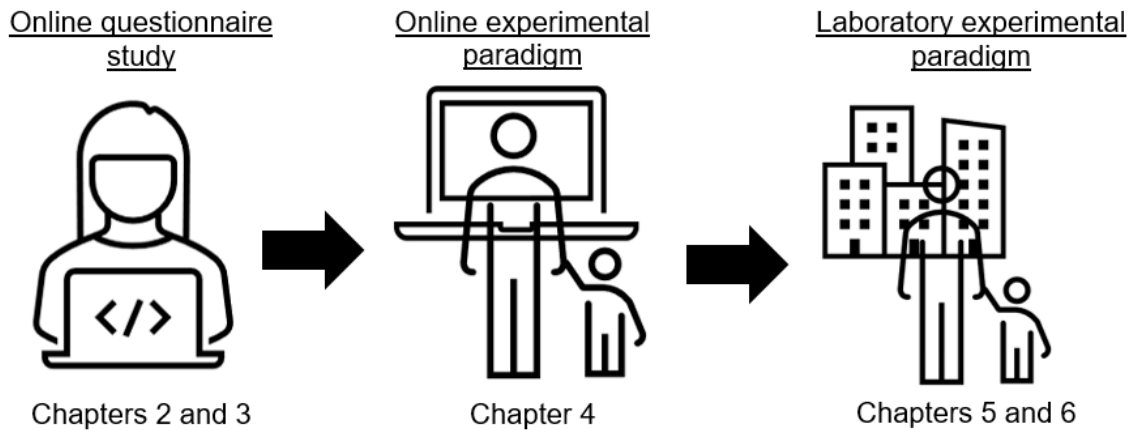 Online questionnaire
study
Online experimental
paradigm
Laboratory experimental
paradigm
</>
Chapters 2 and 3
Chapter 4
Chapters 5 and 6